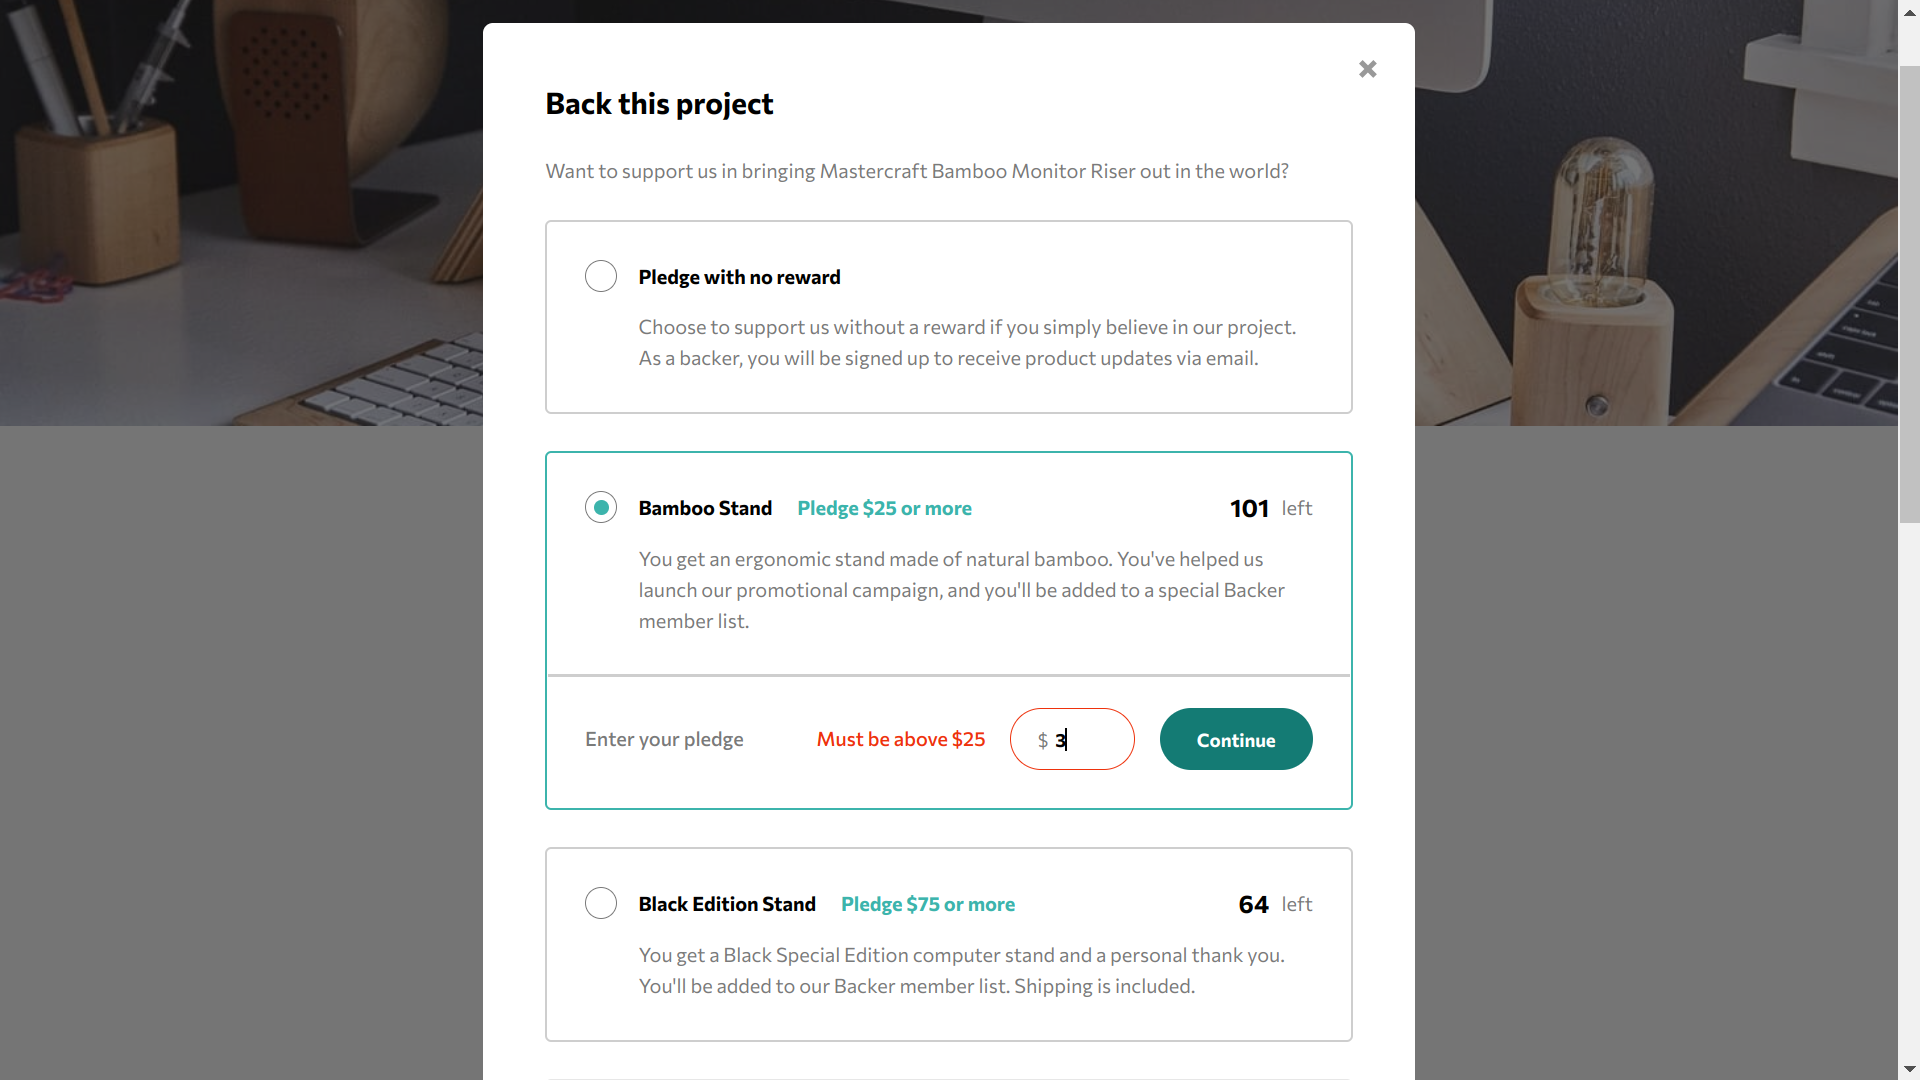 Back this project
Want to support us in bringing Mastercraft Bamboo Monitor Riser out in the world?
Pledge with no reward
Choose to support us without a reward if you simply believe in our project.
As a backer, you will be signed up to receive product updates via email.
Bamboo Stand Pledge $25 or more 101 left
You get an ergonomic stand made of natural bamboo. You've helped us
launch our promotional campaign, and you'll be added to a special Backer
member list.
Enter your pledge Must be above $25 $ 3 Continue
Black Edition Stand Pledge $75 or more 64 left
You get a Black Special Edition computer stand and a personal thank you.
You'll be added to our Backer member list. Shipping is included.